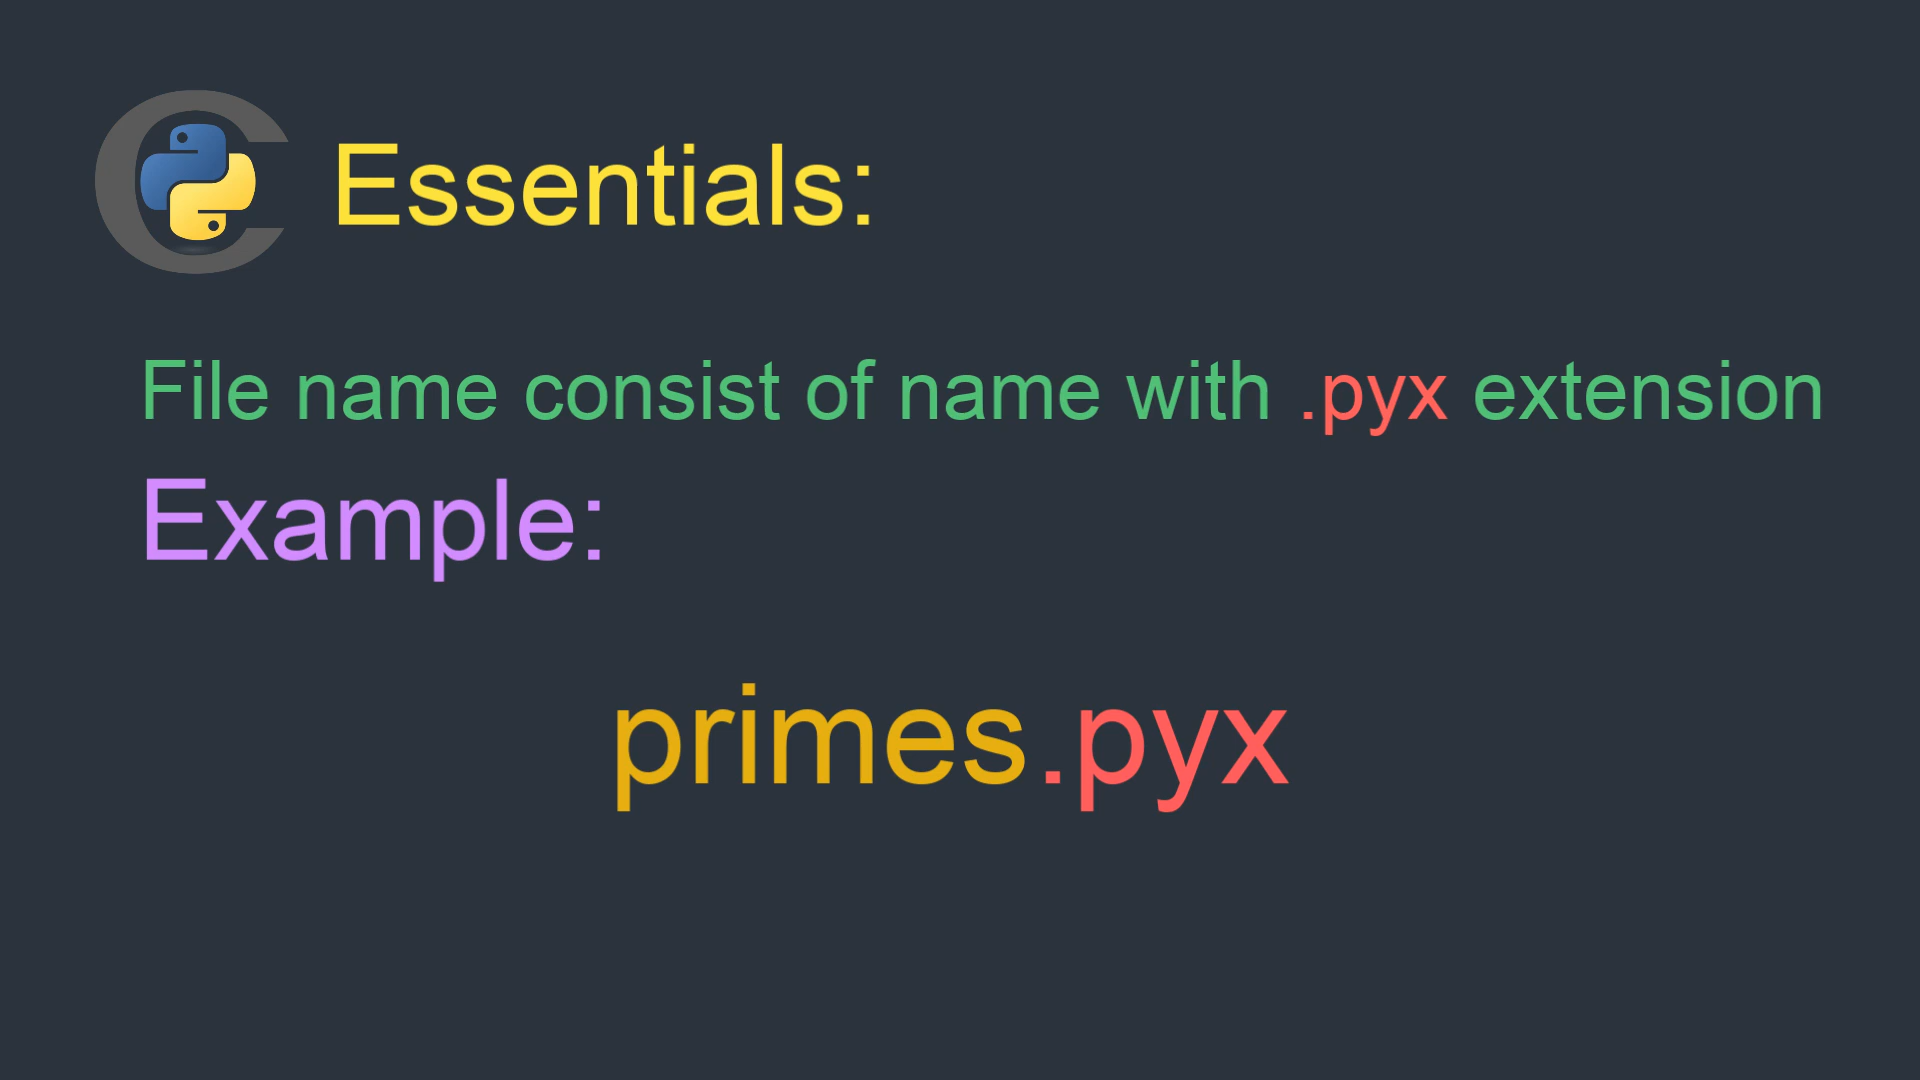 Essentials:
File name consist of name with .pyx extension
Example:
primes.pyx